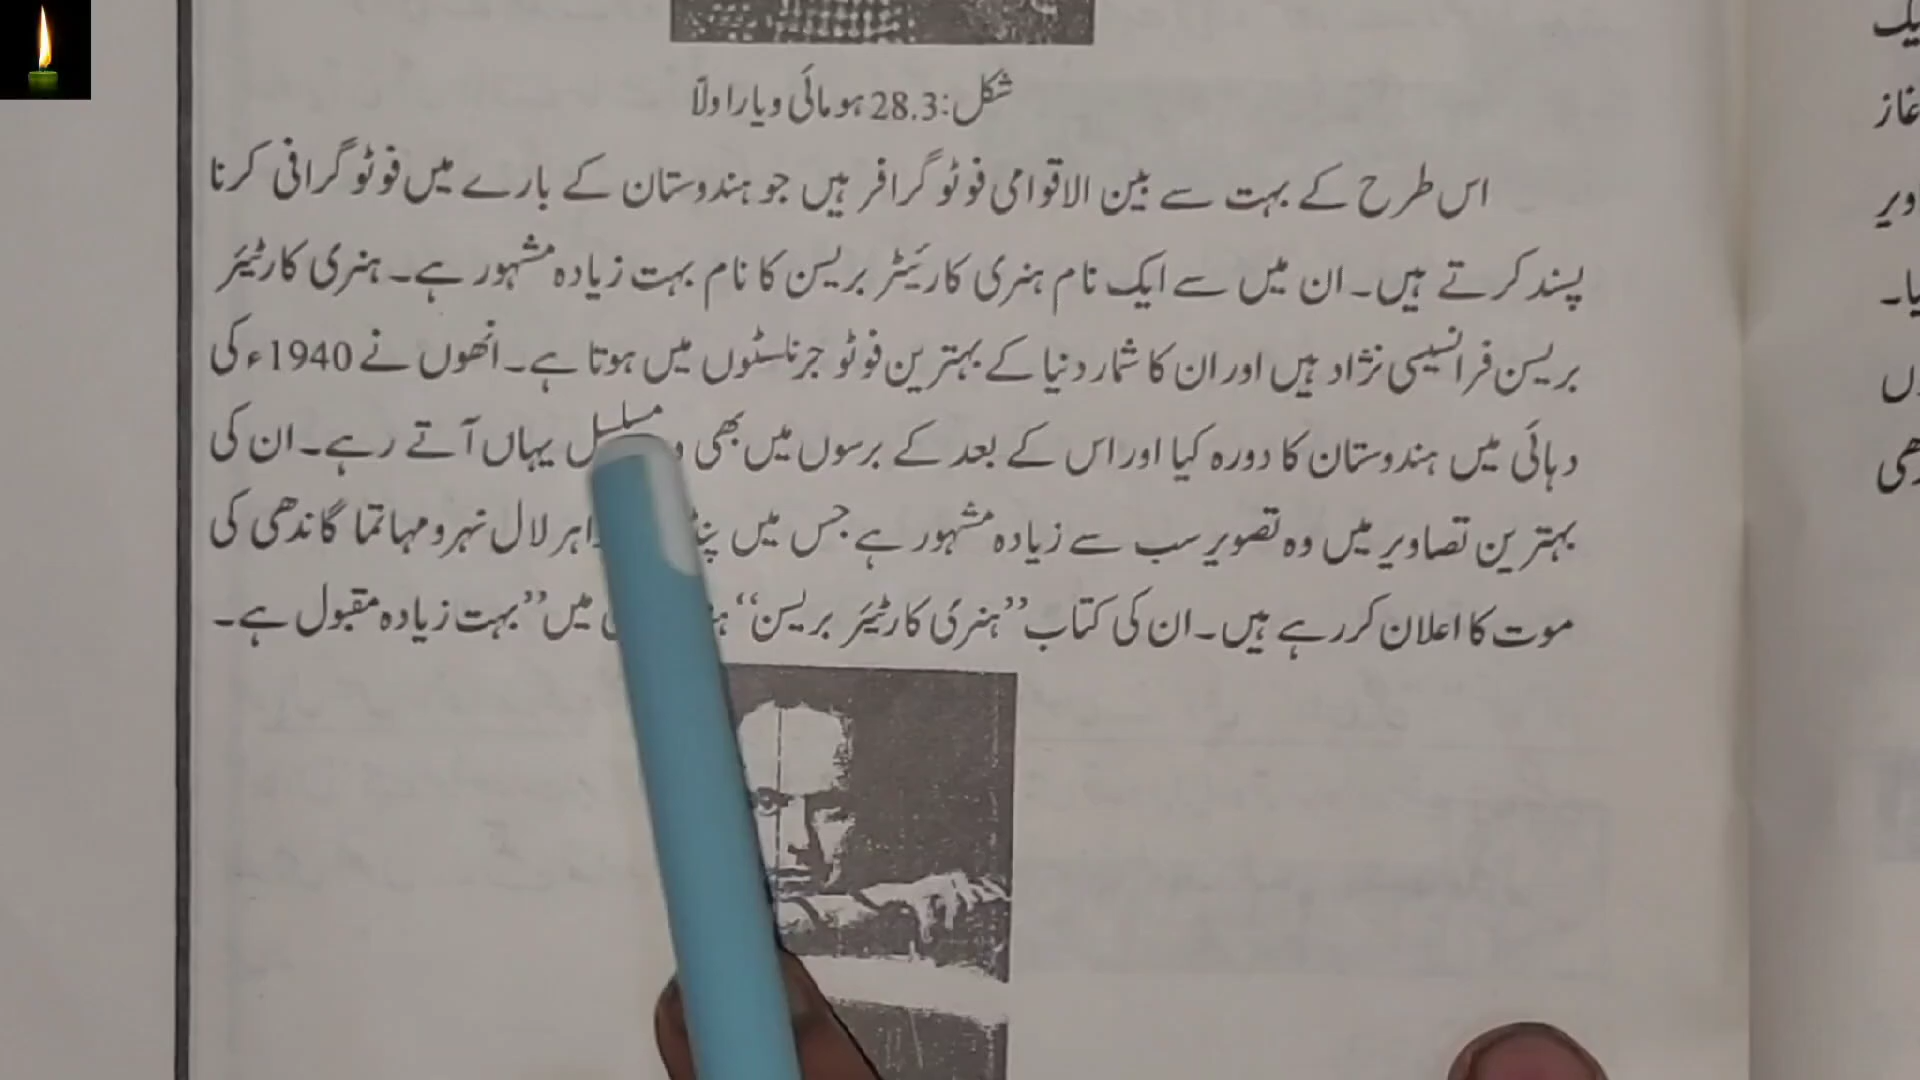 شکل:28.3 ہومائی ویاراولا
اس طرح کے بہت سے بین الاقوامی فوٹوگرافر ہیں جو ہندوستان کے بارے میں فوٹوگرافی کرنا
پسند کرتے ہیں۔ ان میں سے ایک نام ہنری کارئیٹر بریسن کا نام بہت زیادہ مشہور ہے۔ ہنری کارٹیئر
بریسن فرانسیسی نژاد ہیں اور ان کا شمار دنیا کے بہترین فوٹو جرنلسٹوں میں ہوتا ہے۔ انھوں نے 1940ء کی
دہائی میں ہندوستان کا دورہ کیا اور اس کے بعد کے برسوں میں بھی مسلسل یہاں آتے رہے۔ ان کی
بہترین تصاویر میں وہ تصویر سب سے زیادہ مشہور ہے جس میں لال نہرو مہاتما گاندھی کی
موت کا اعلان کر رہے ہیں۔ ان کی کتاب ’’ہنری کارٹیئر بریسن‘‘ میں’’ بہت زیادہ مقبول ہے۔